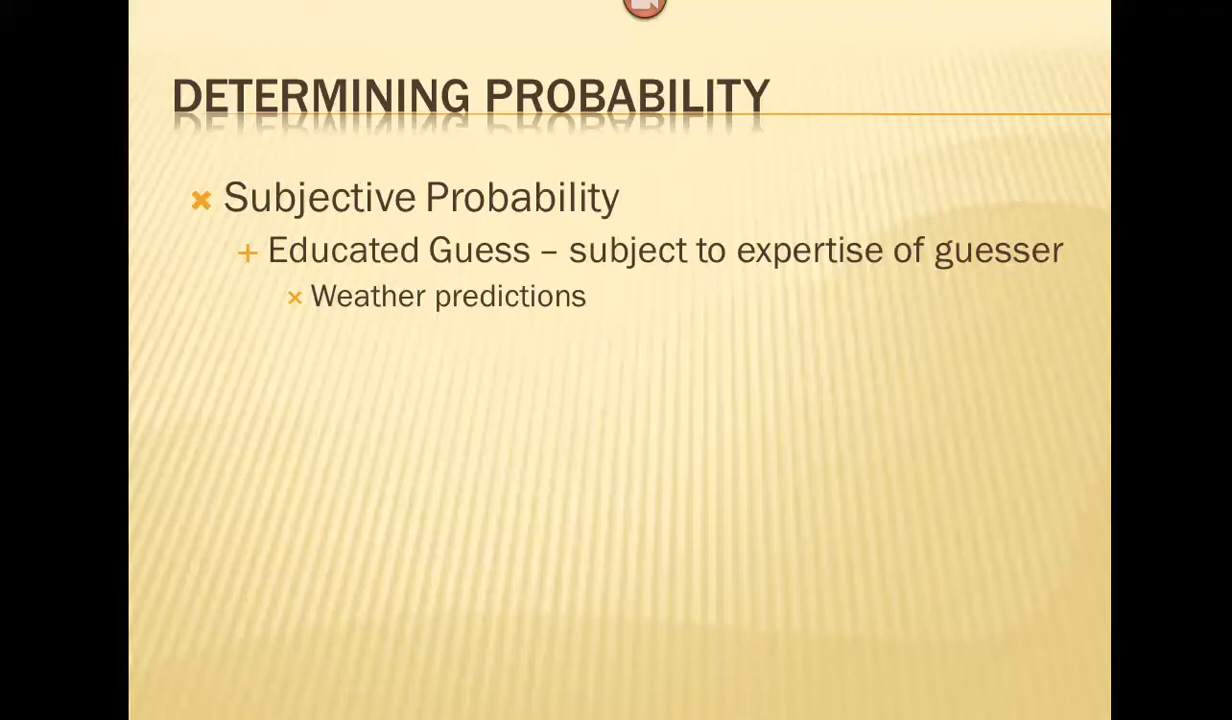 DETERMINING PROBABILITY
Subjective Probability
Educated Guess – subject to expertise of guesser
Weather predictions